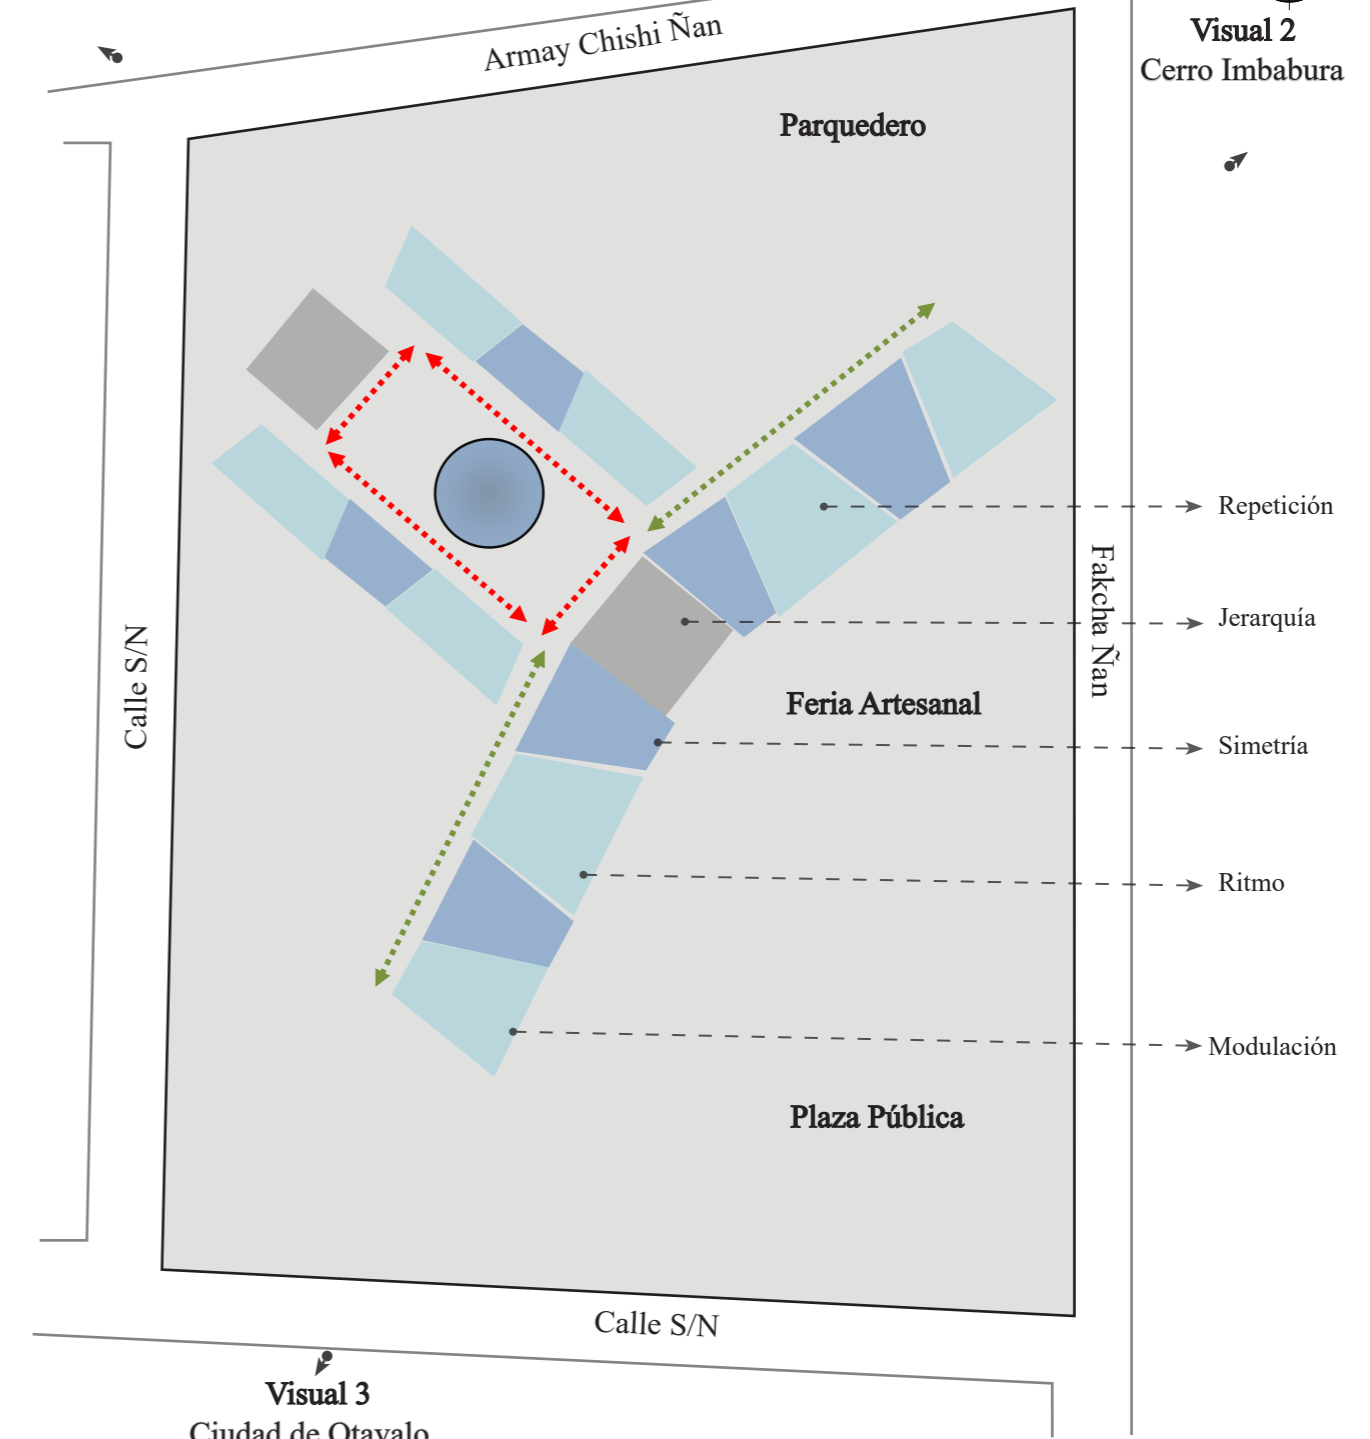 Armay Chishi Ñan
Visual 2
Cerro Imbabura
Parquedero
Repetición
Fakcha Ñan
Jerarquía
Calle S/N
Feria Artesanal
Simetría
Ritmo
Modulación
Plaza Pública
Calle S/N
Visual 3
Ciudad de Otavalo